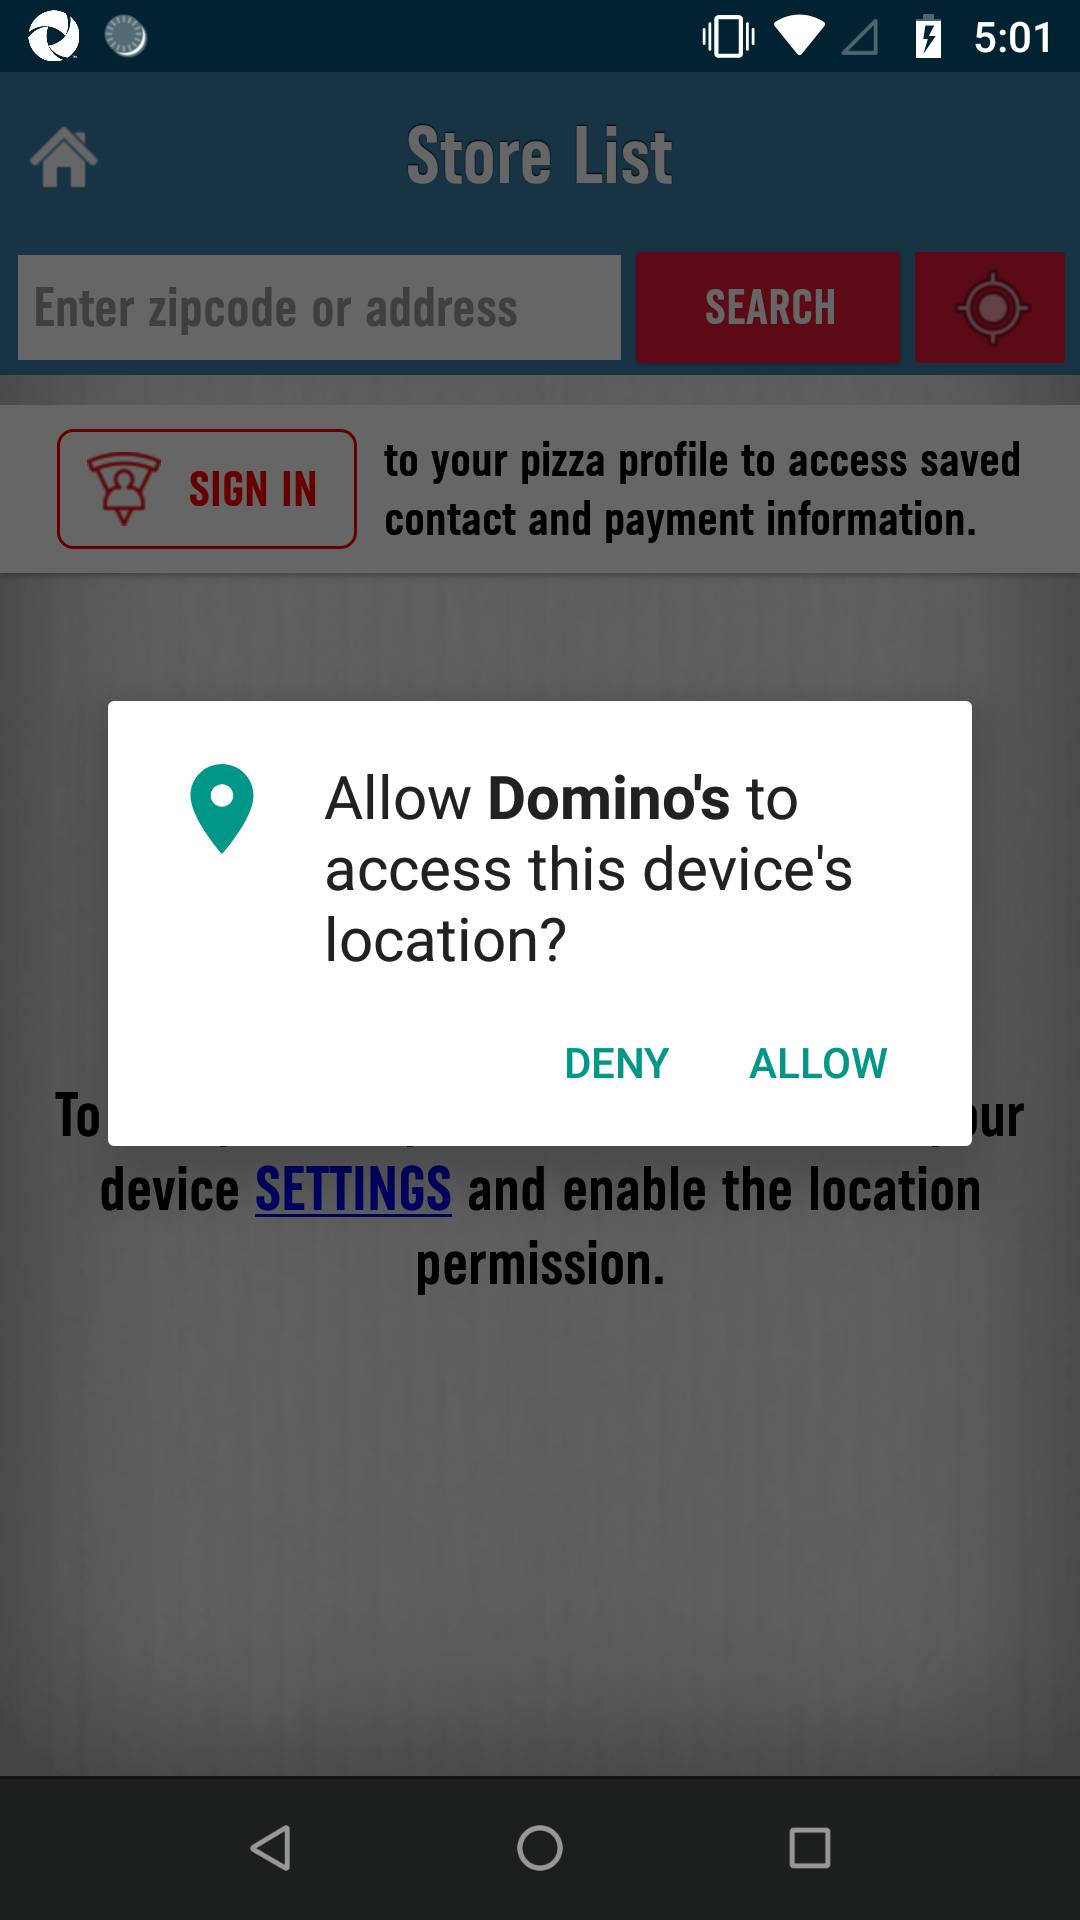 5:01
Store List
Enter zipcode or address
SEARCH
SIGN IN
to your pizza profile to access saved
contact and payment information.
Allow Domino's to
access this device's
location?
DENY
ALLOW
To
device SETTINGS and enable the location
permission.